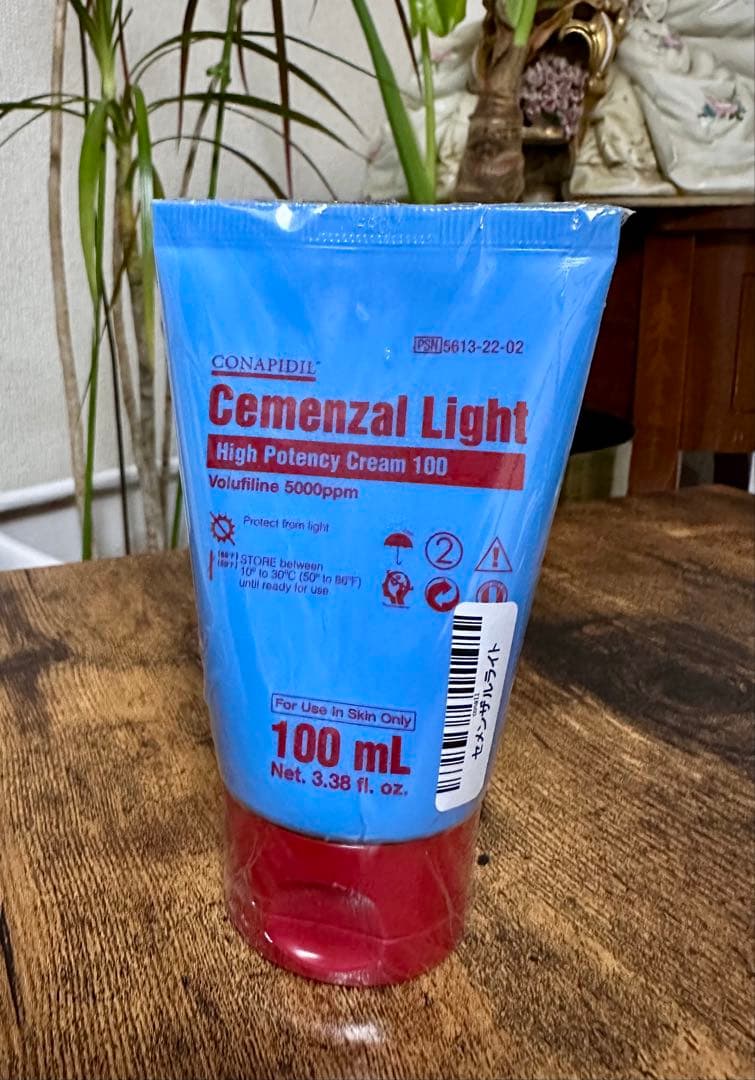 PSN 5613-22-02
CONAPIDIL™
Cemenzal Light
High Potency Cream 100
Volufiline 5000ppm
Protect from light
STORE between
10° to 30°C (50° to 86°F)
until ready for use
2
For Use in Skin Only
100 mL
Net. 3.38 fl. oz.
セメンザルライト